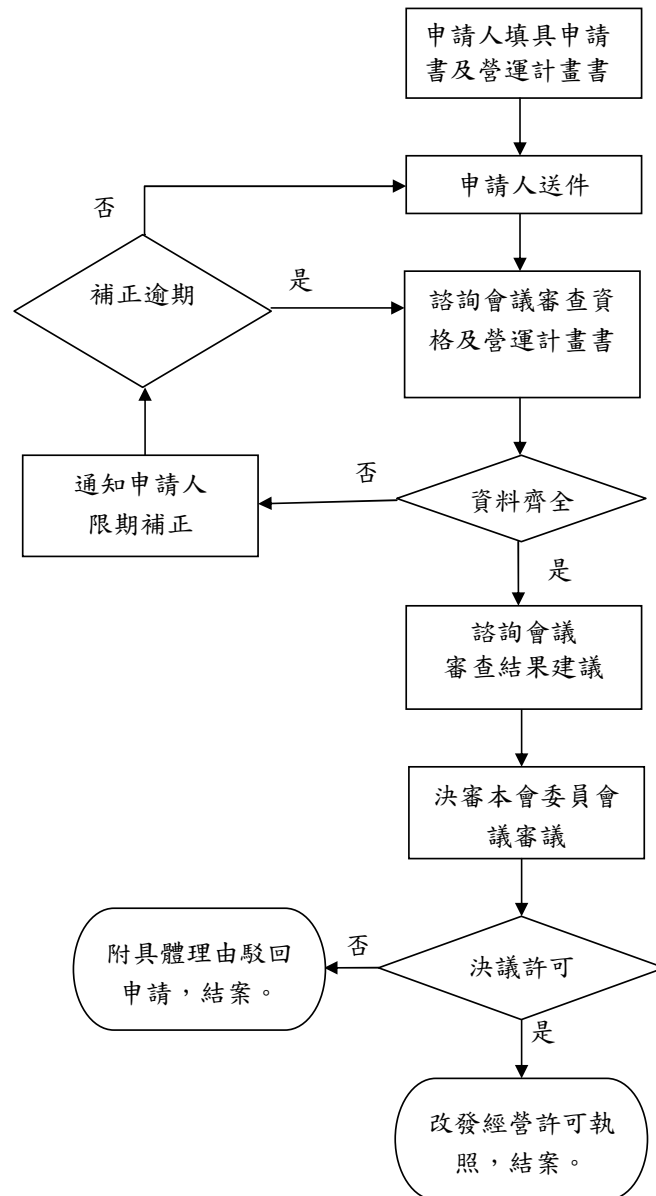 申請人填具申請
書及營運計畫書
申請人送件
否
補正逾期
是
諮詢會議審查資
格及營運計畫書
通知申請人
限期補正
否
資料齊全
是
諮詢會議
審查結果建議
決審本會委員會
議審議
附具體理由駁回
申請，結案。
否
決議許可
是
改發經營許可執
照，結案。